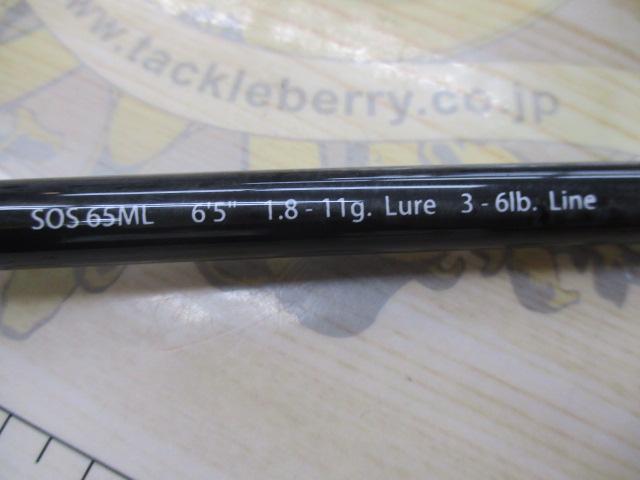 www.tackleberry.co.jp
SOS 65ML 6'5" 1.8 - 11g. Lure 3 - 6lb. Line